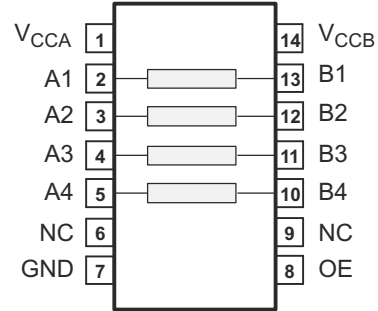 VCCA 1 14 VCCB
A1 2 13 B1
A2 3 12 B2
A3 4 11 B3
A4 5 10 B4
NC 6 9 NC
GND 7 8 OE